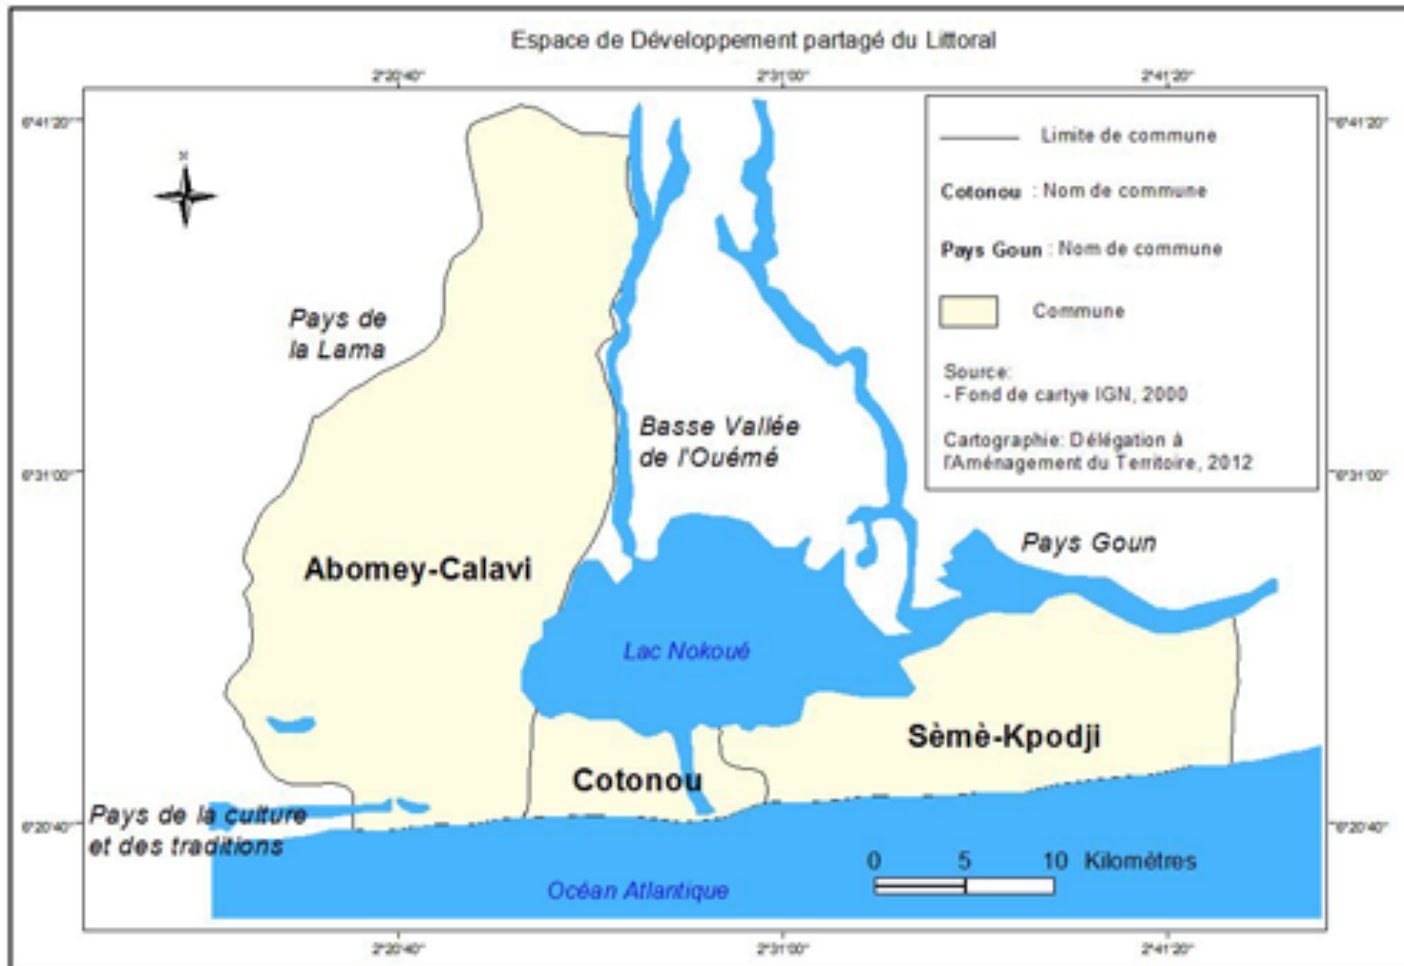 Espace de Développement partagé du Littoral
2°20'40" 2°31'00" 2°41'20"
6°41'20" 6°41'20"
N
Limite de commune
Cotonou : Nom de commune
Pays Goun : Nom de commune
Commune
Source:
- Fond de cartye IGN, 2000
Cartographie: Délégation à
l'Aménagement du Territoire, 2012
Pays de
la Lama
Basse Vallée
de l'Ouémé
6°31'00" 6°31'00"
Pays Goun
Abomey-Calavi
Lac Nokoué
Sèmè-Kpodji
Cotonou
Pays de la culture
et des traditions
6°20'40" 6°20'40"
0 5 10 Kilomètres
Océan Atlantique
2°20'40" 2°31'00" 2°41'20"